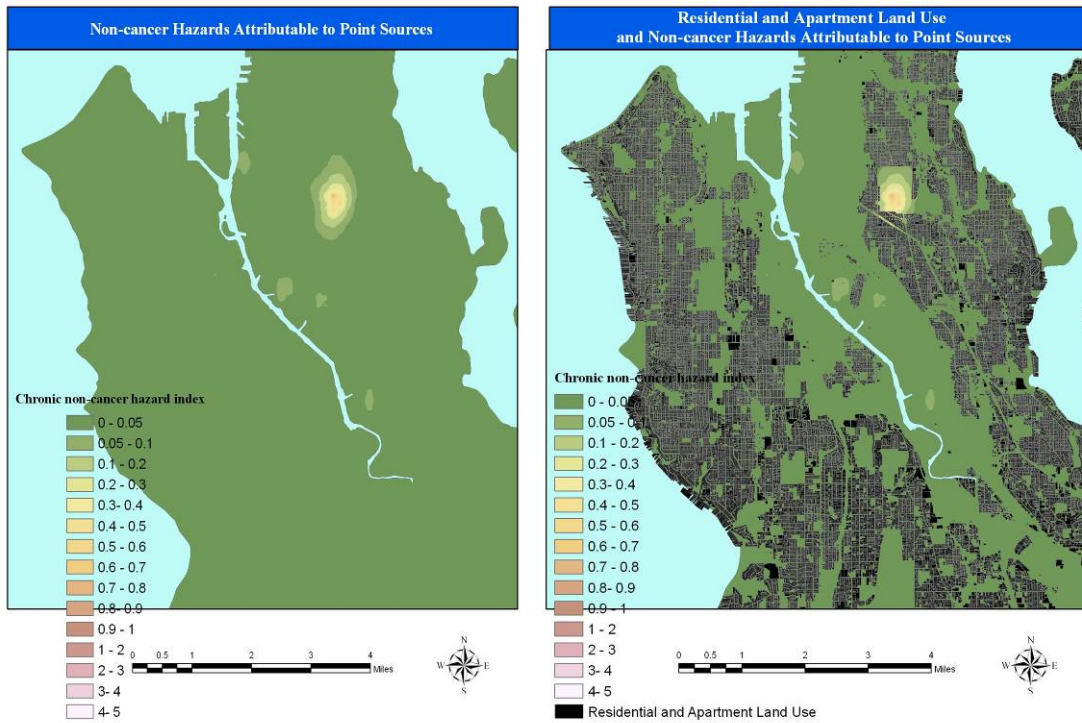 Non-cancer Hazards Attributable to Point Sources
Chronic non-cancer hazard index
0 - 0.05
0.05 - 0.1
0.1 - 0.2
0.2 - 0.3
0.3- 0.4
0.4 - 0.5
0.5 - 0.6
0.6 - 0.7
0.7 - 0.8
0.8- 0.9
0.9 - 1
1 - 2
2 - 3
3- 4
4- 5
0 0.5 1 2 3 4
Miles
N
W E
S
Residential and Apartment Land Use
and Non-cancer Hazards Attributable to Point Sources
Chronic non-cancer hazard index
0 - 0.05
0.05 - 0.1
0.1 - 0.2
0.2 - 0.3
0.3 - 0.4
0.4 - 0.5
0.5 - 0.6
0.6 - 0.7
0.7 - 0.8
0.8- 0.9
0.9 - 1
1 - 2
2 - 3
3- 4
4- 5
Residential and Apartment Land Use
0 0.5 1 2 3 4
Miles
N
W E
S